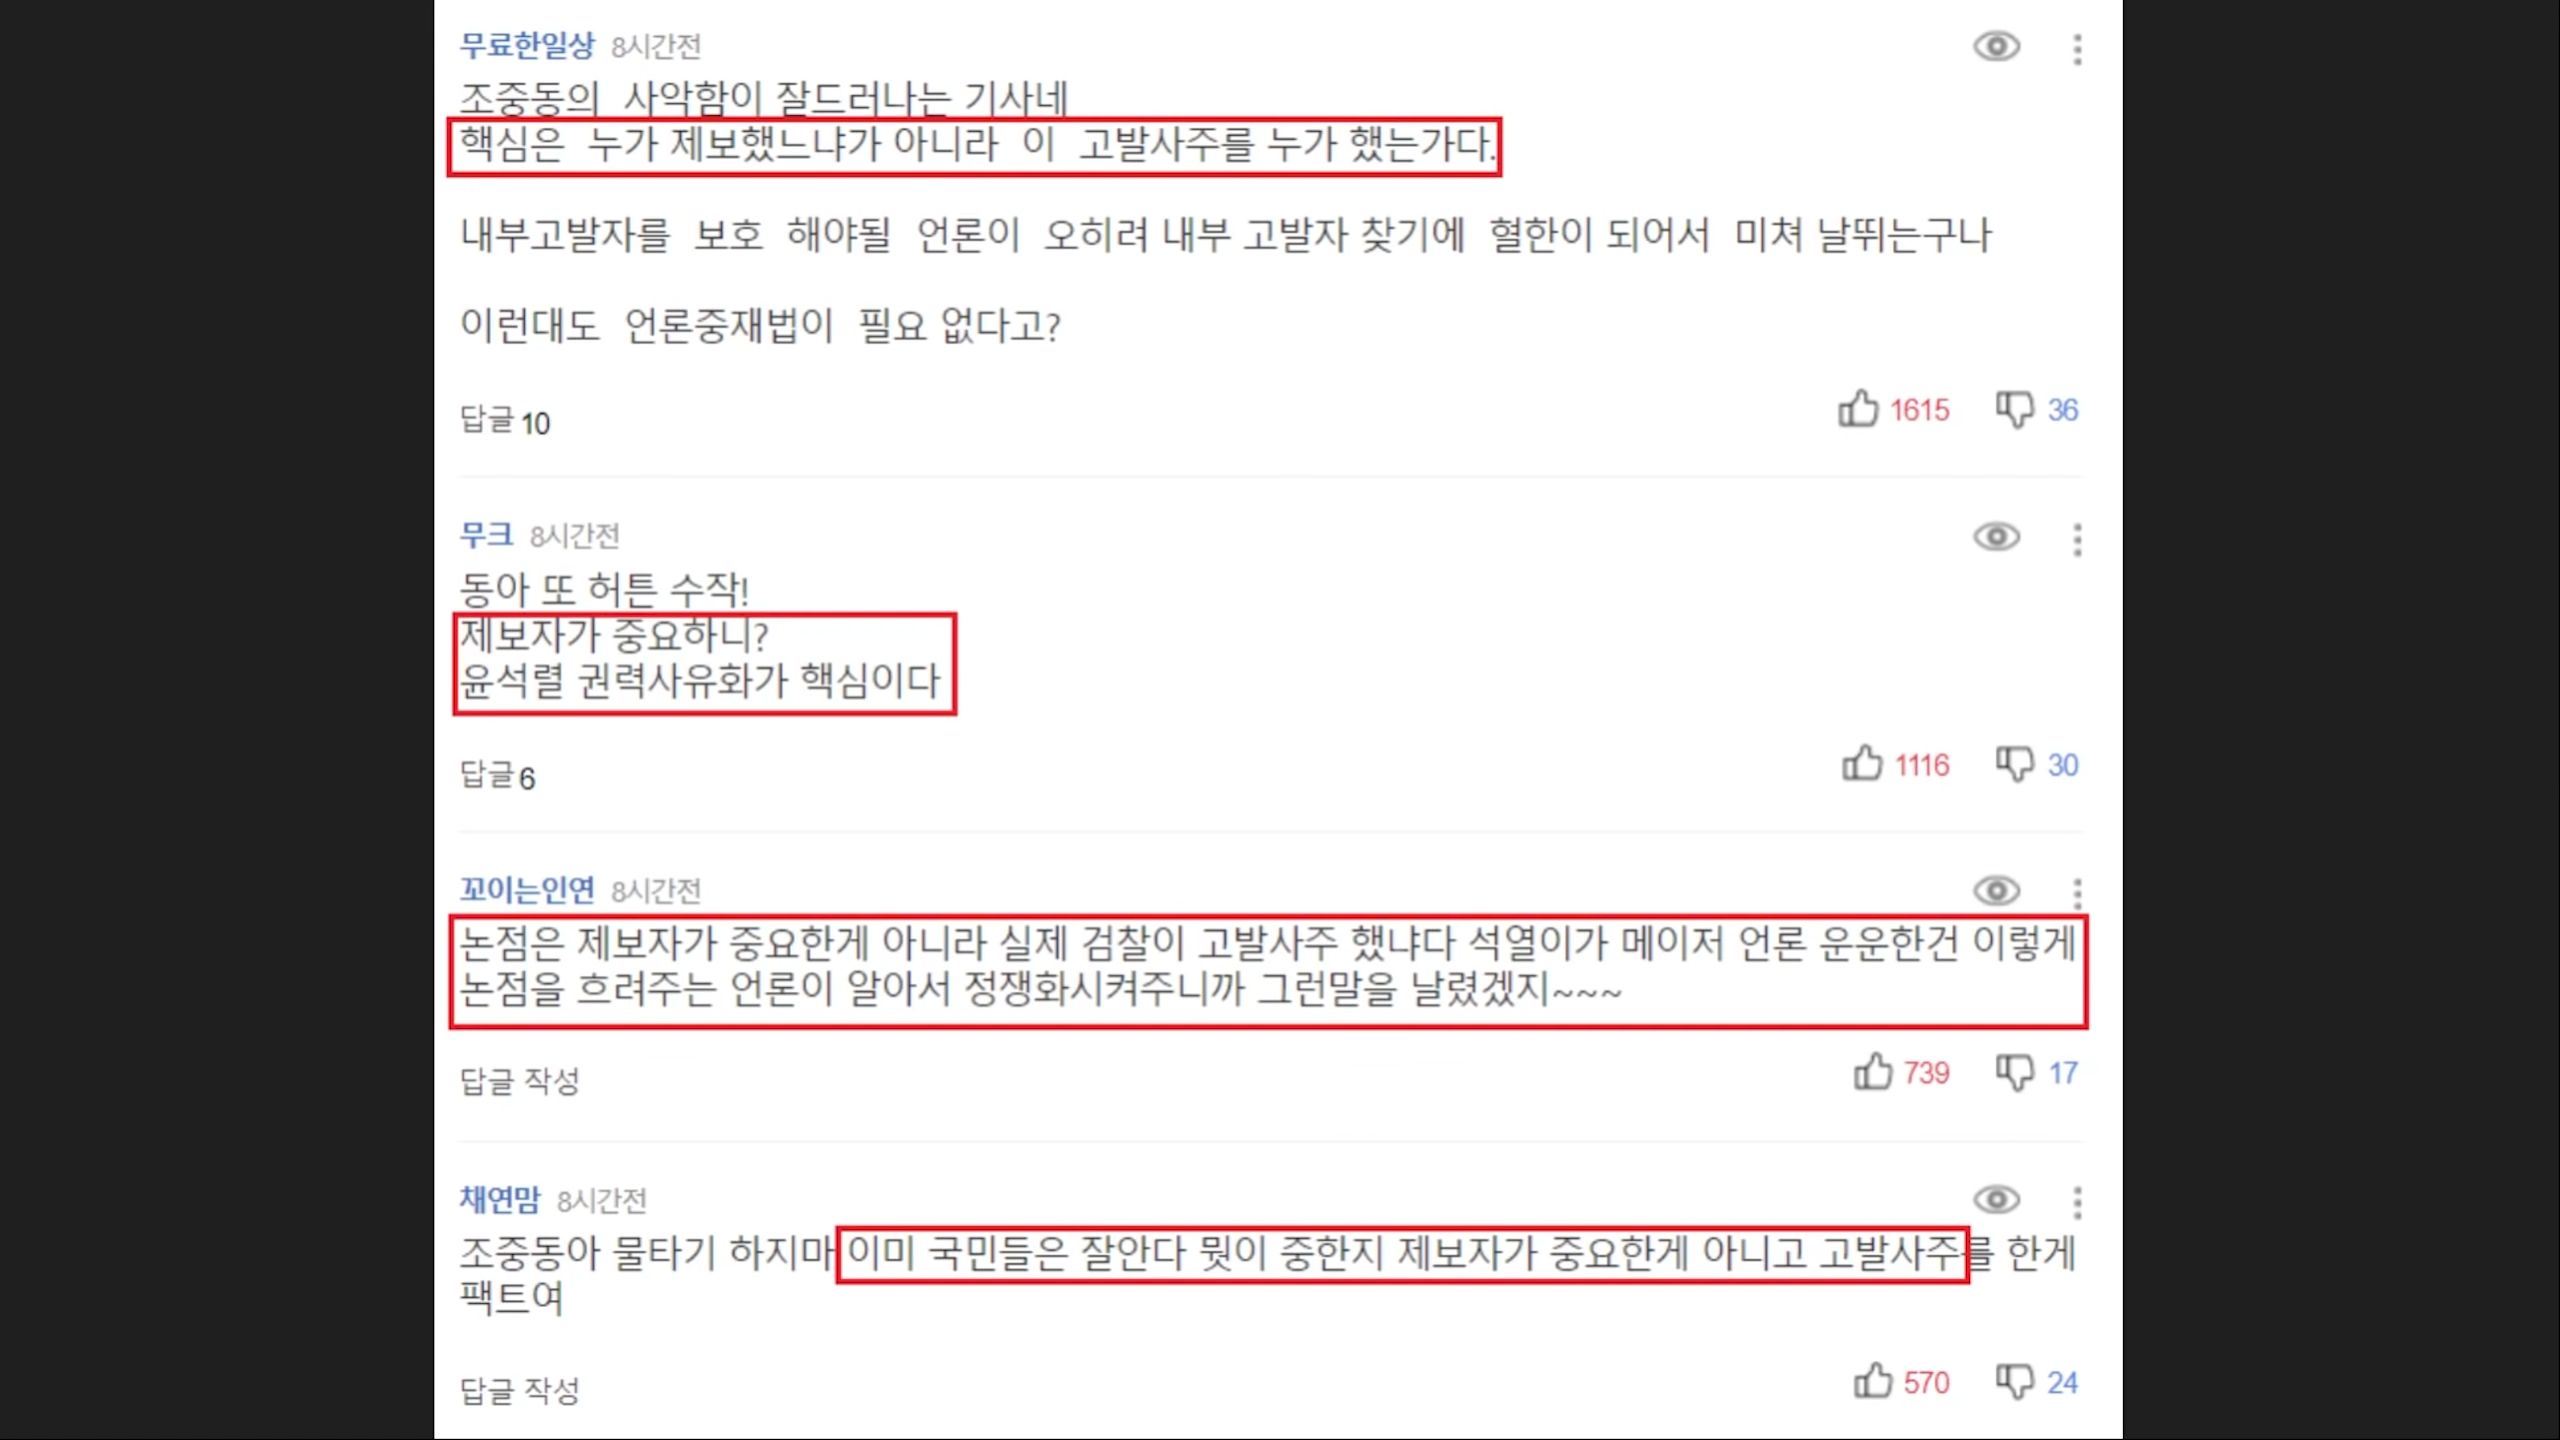 무료한일상 8시간전
조중동의 사악함이 잘드러나는 기사네
핵심은 누가 제보했느냐가 아니라 이 고발사주를 누가 했는가다.
내부고발자를 보호 해야될 언론이 오히려 내부 고발자 찾기에 혈한이 되어서 미쳐 날뛰는구나
이런대도 언론중재법이 필요 없다고?
답글 10 1615 36
무크 8시간전
동아 또 허튼 수작!
제보자가 중요하니?
윤석렬 권력사유화가 핵심이다
답글 6 1116 30
꼬이는인연 8시간전
논점은 제보자가 중요한게 아니라 실제 검찰이 고발사주 했냐다 석열이가 메이저 언론 운운한건 이렇게
논점을 흐려주는 언론이 알아서 정쟁화시켜주니까 그런말을 날렸겠지~~~
답글 작성 739 17
채연맘 8시간전
조중동아 물타기 하지마 이미 국민들은 잘안다 뭣이 중한지 제보자가 중요한게 아니고 고발사주를 한게
팩트여
답글 작성 570 24